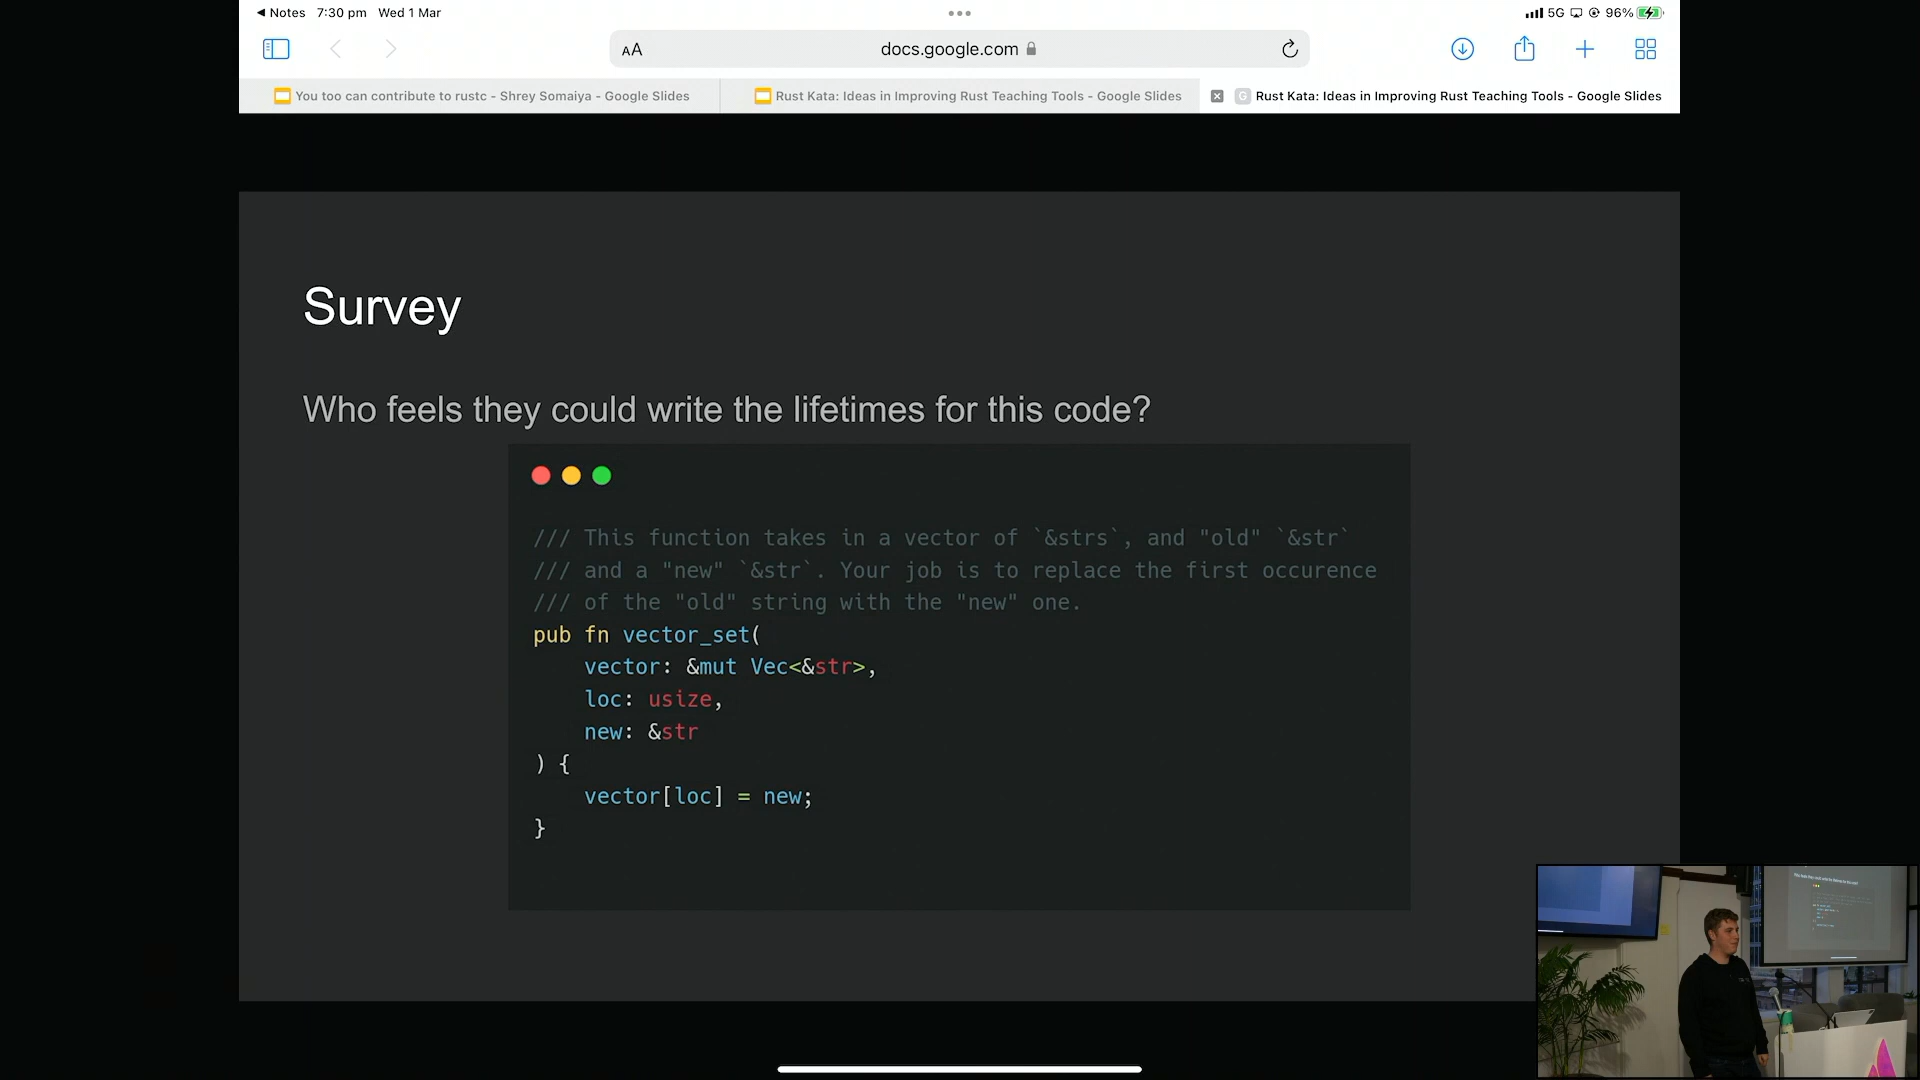 Notes 7:30 pm Wed 1 Mar
5G 96%
AA docs.google.com
You too can contribute to rustc - Shrey Somaiya - Google Slides
Rust Kata: Ideas in Improving Rust Teaching Tools - Google Slides
G Rust Kata: Ideas in Improving Rust Teaching Tools - Google Slides
Survey
Who feels they could write the lifetimes for this code?
/// This function takes in a vector of `&strs`, and "old" `&str`
/// and a "new" `&str`. Your job is to replace the first occurence
/// of the "old" string with the "new" one.
pub fn vector_set(
vector: &mut Vec<&str>,
loc: usize,
new: &str
) {
vector[loc] = new;
}